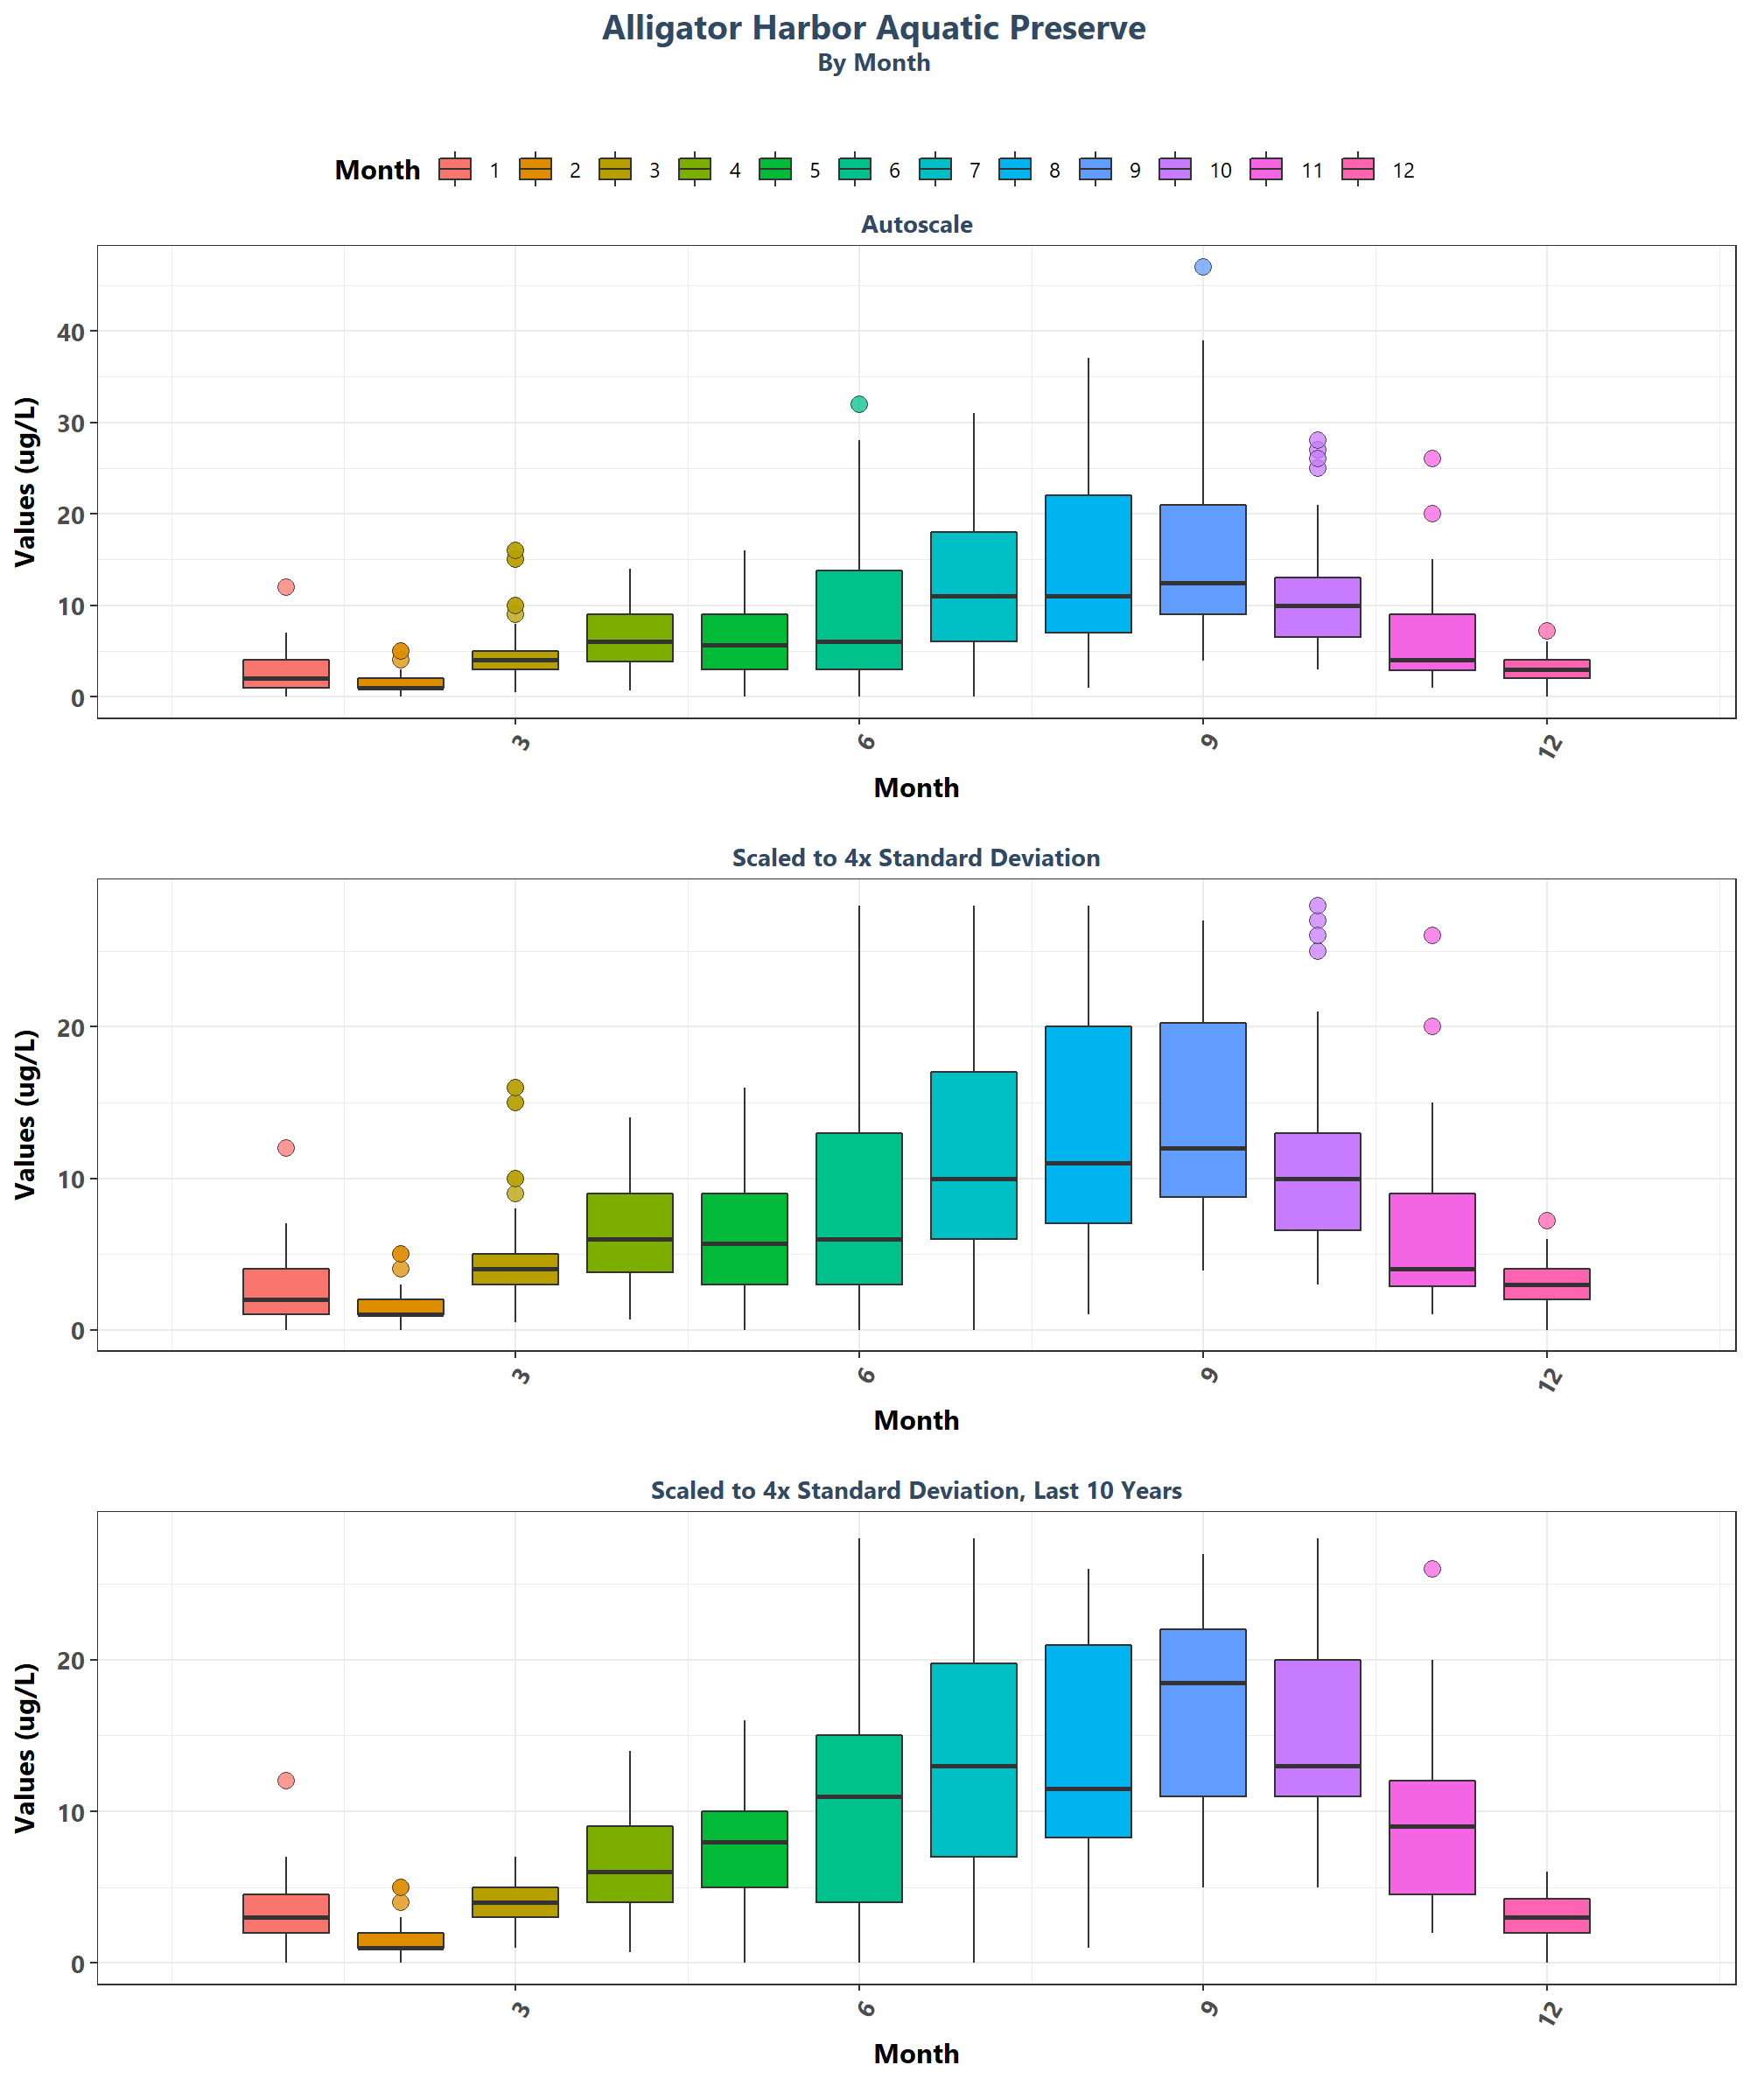 Alligator Harbor Aquatic Preserve
By Month
Month 1 2 3 4 5 6 7 8 9 10 11 12
Autoscale
Values (ug/L)
40
30
20
10
0
3 6 9 12
Month
Scaled to 4x Standard Deviation
Values (ug/L)
20
10
0
3 6 9 12
Month
Scaled to 4x Standard Deviation, Last 10 Years
Values (ug/L)
20
10
0
3 6 9 12
Month